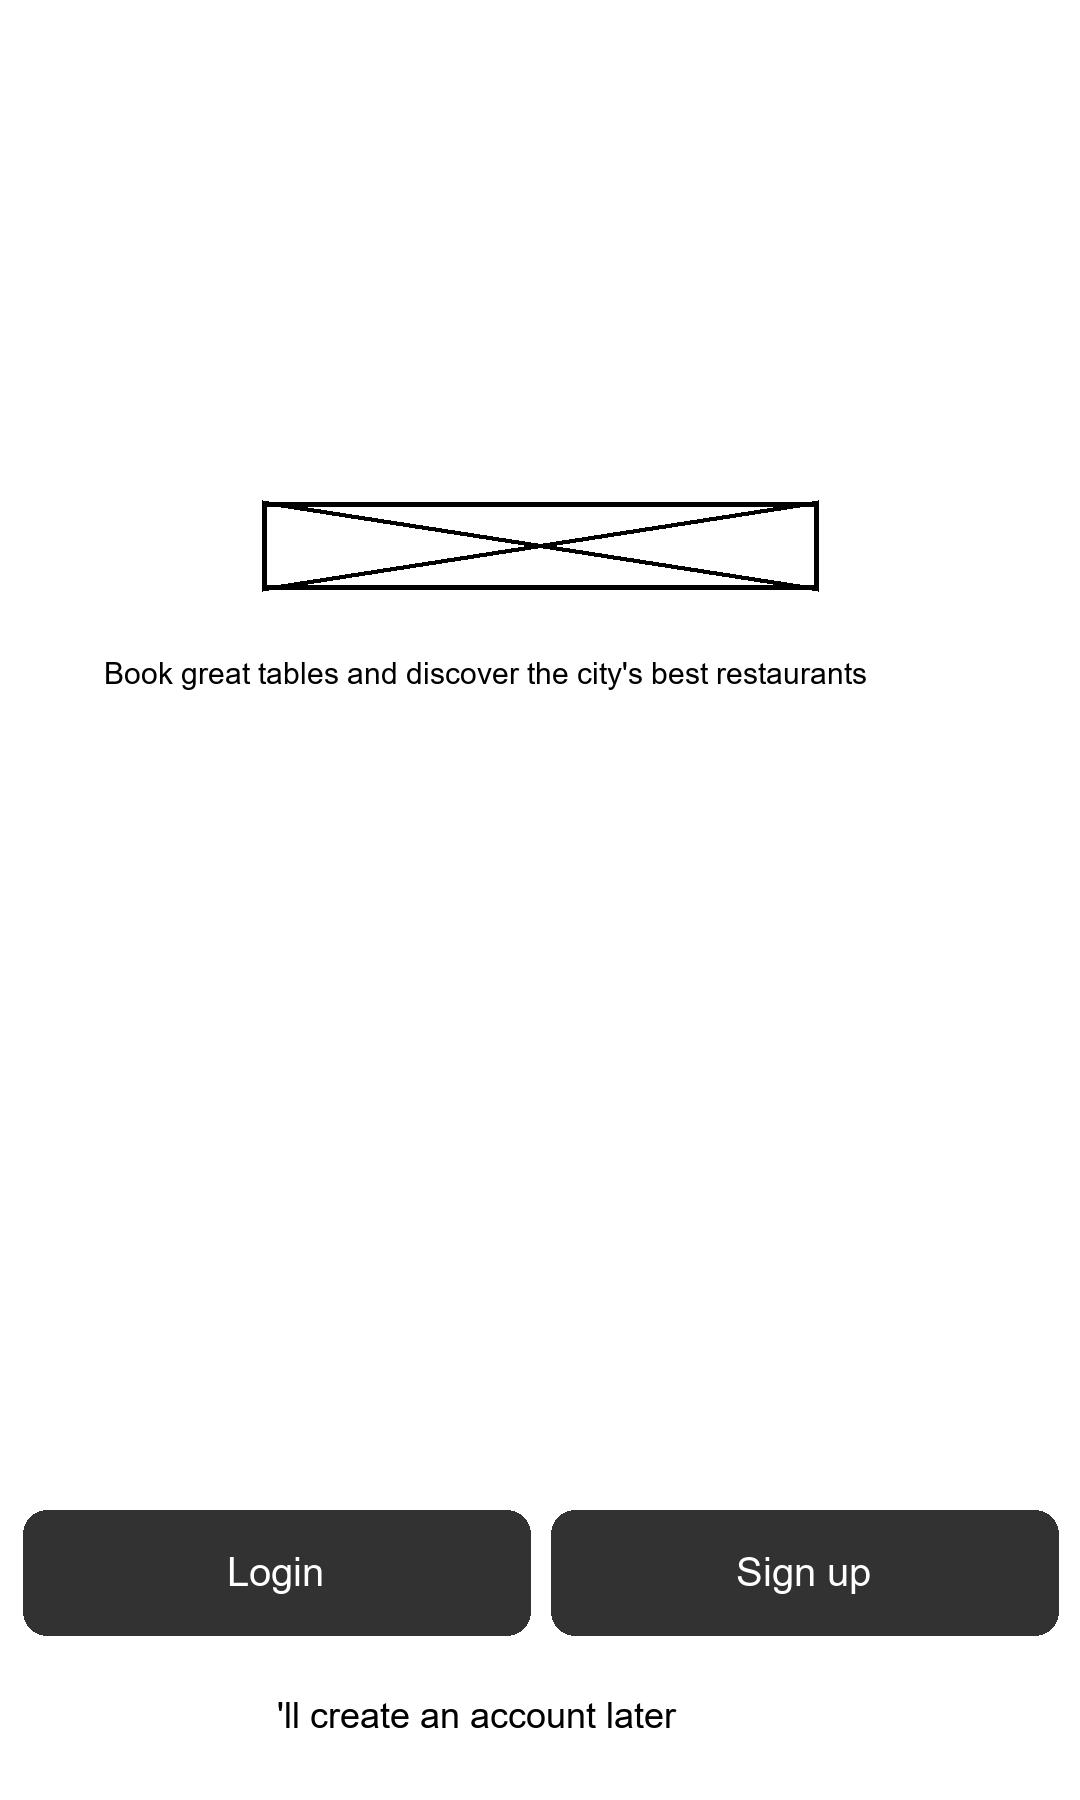 Book great tables and discover the city's best restaurants
Login
Sign up
'll create an account later